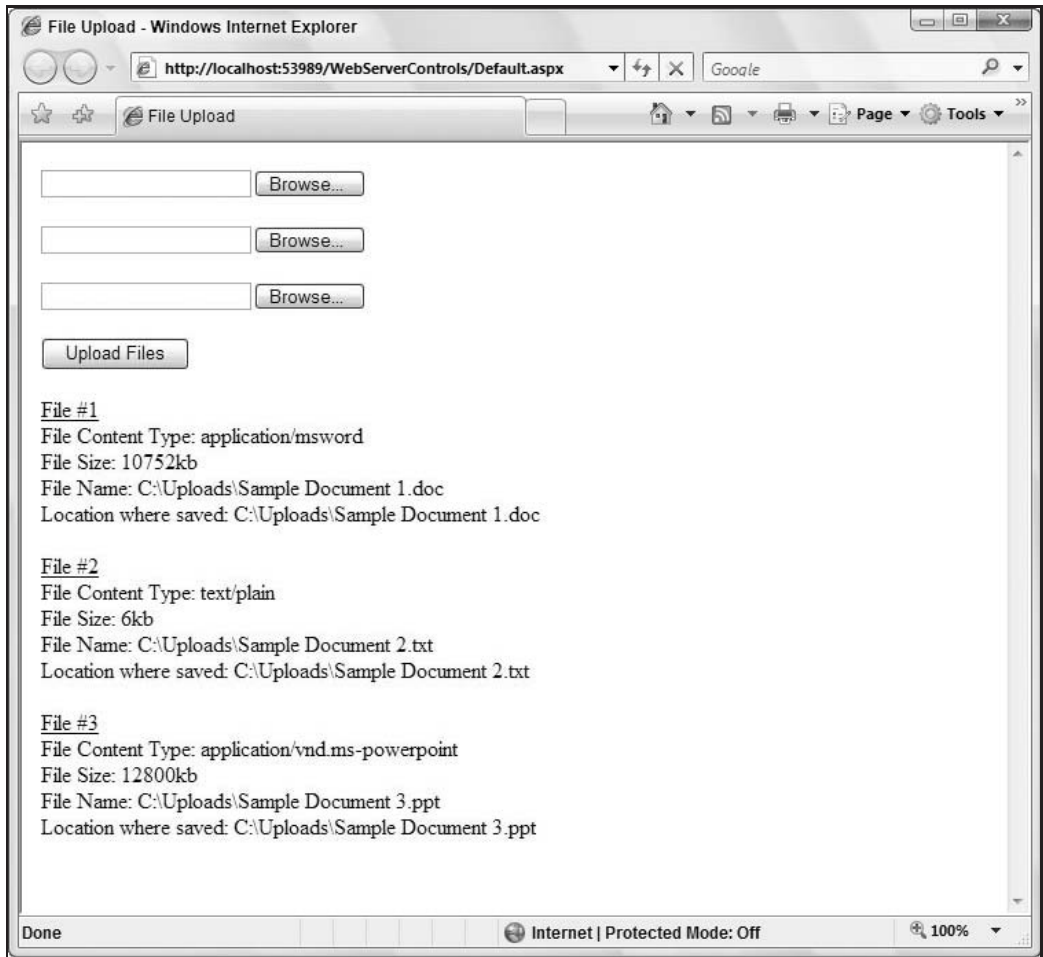 File Upload - Windows Internet Explorer
http://localhost:53989/WebServerControls/Default.aspx
Google
File Upload
Page
Tools
Browse...
Browse...
Browse...
Upload Files
File #1
File Content Type: application/msword
File Size: 10752kb
File Name: C:\Uploads\Sample Document 1.doc
Location where saved: C:\Uploads\Sample Document 1.doc
File #2
File Content Type: text/plain
File Size: 6kb
File Name: C:\Uploads\Sample Document 2.txt
Location where saved: C:\Uploads\Sample Document 2.txt
File #3
File Content Type: application/vnd.ms-powerpoint
File Size: 12800kb
File Name: C:\Uploads\Sample Document 3.ppt
Location where saved: C:\Uploads\Sample Document 3.ppt
Done
Internet | Protected Mode: Off
100%